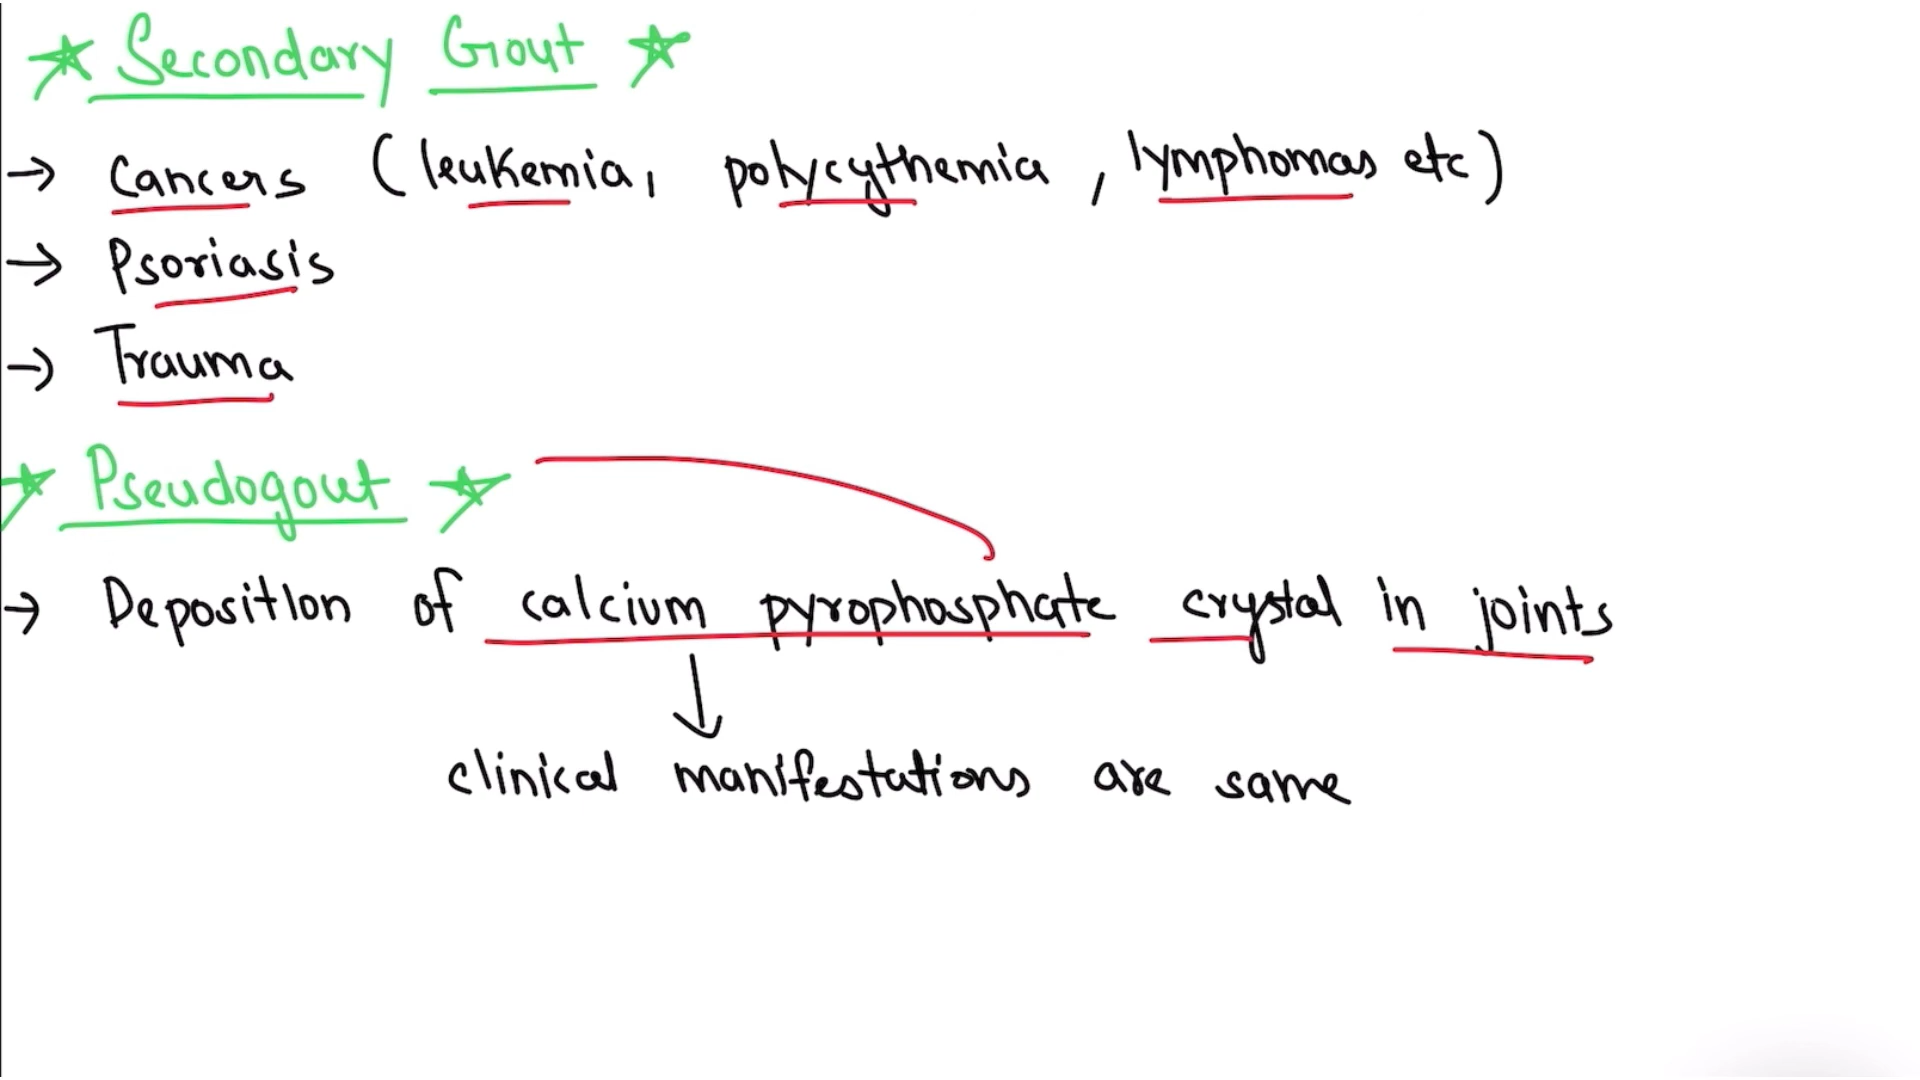 ★ Secondary Gout ★
→ Cancers (leukemia, polycythemia, lymphomas etc)
→ Psoriasis
→ Trauma
★ Pseudogout ★
→ Deposition of calcium pyrophosphate crystal in joints
↓
clinical manifestations are same